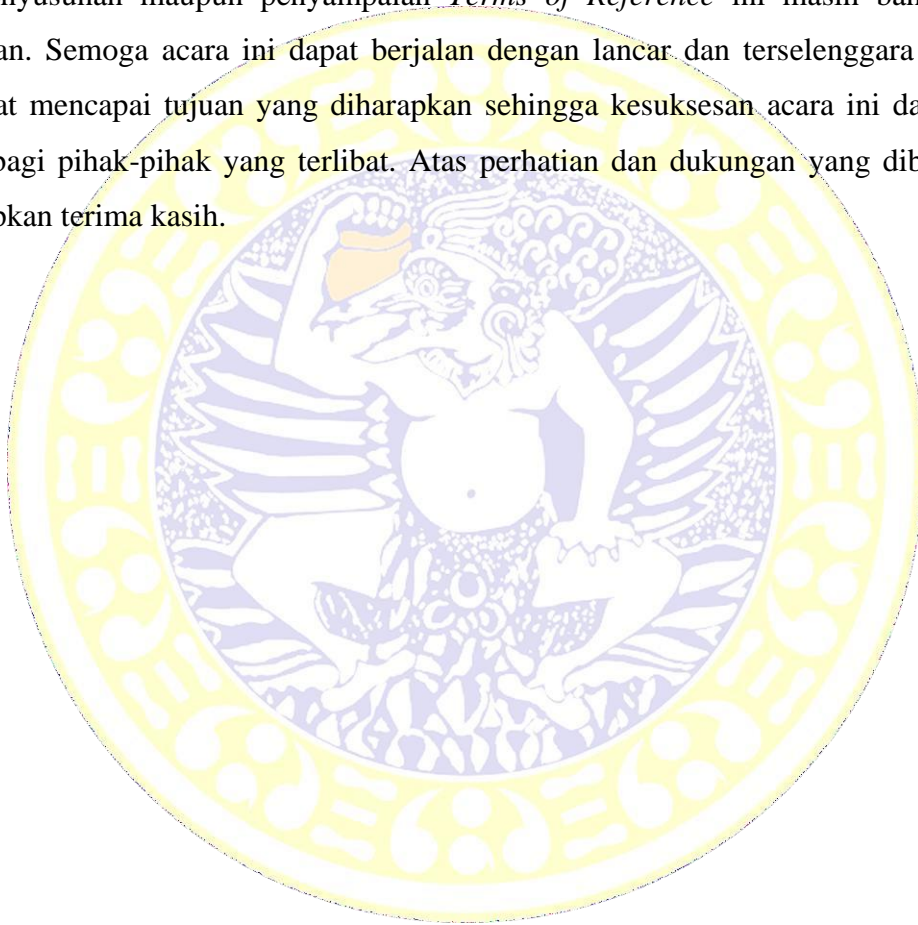 nyusunan maupun penyampaian Terms of Reference ini masih ban
an. Semoga acara ini dapat berjalan dengan lancar dan terselenggara
at mencapai tujuan yang diharapkan sehingga kesuksesan acara ini da
bagi pihak-pihak yang terlibat. Atas perhatian dan dukungan yang dib
pkan terima kasih.